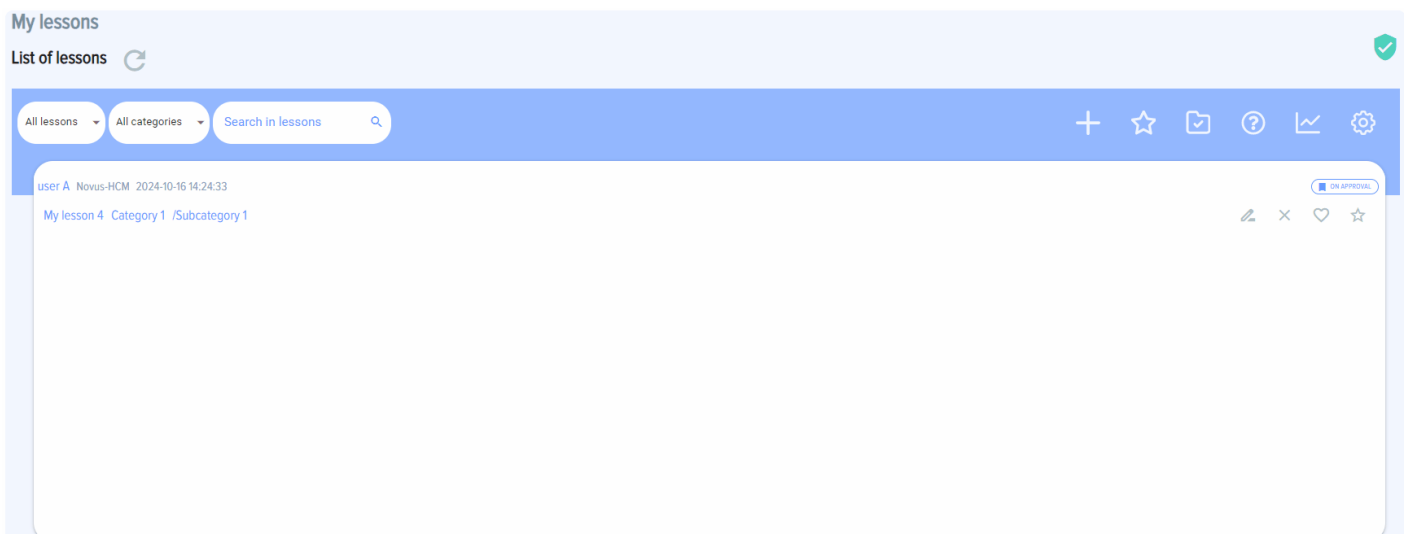 My lessons
List of lessons
All lessons All categories Search in lessons
user A Novus-HCM 2024-10-16 14:24:33 ON APPROVAL
My lesson 4 Category 1 /Subcategory 1